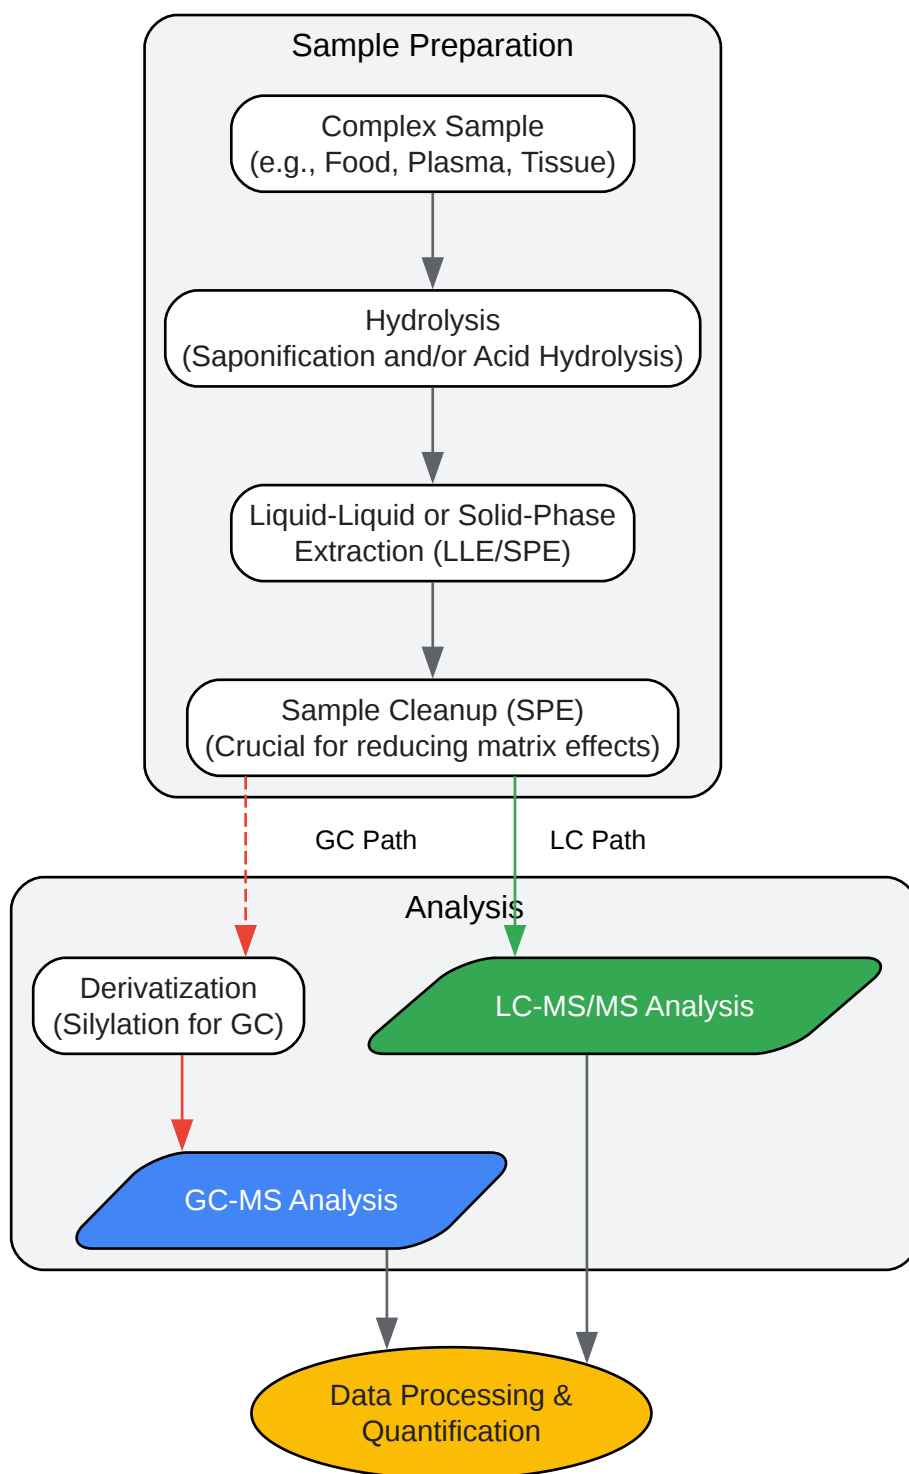 Sample Preparation
Complex Sample
(e.g., Food, Plasma, Tissue)
Hydrolysis
(Saponification and/or Acid Hydrolysis)
Liquid-Liquid or Solid-Phase
Extraction (LLE/SPE)
Sample Cleanup (SPE)
(Crucial for reducing matrix effects)
GC Path
LC Path
Analysis
Derivatization
(Silylation for GC)
LC-MS/MS Analysis
GC-MS Analysis
Data Processing &
Quantification